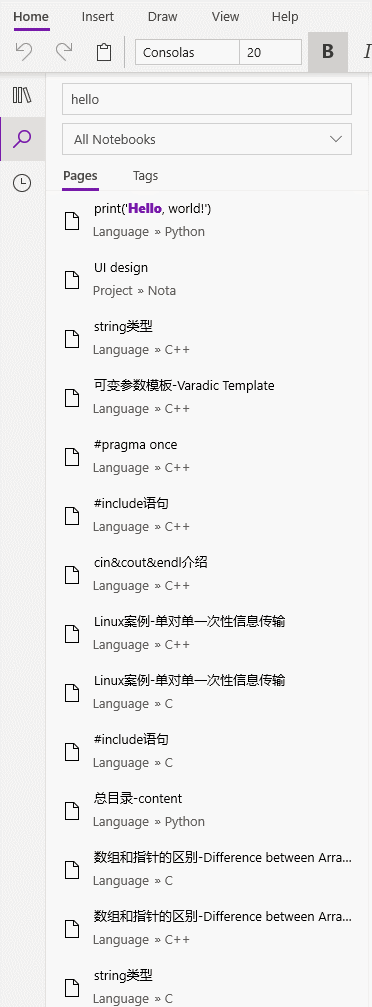 Home Insert Draw View Help
Consolas 20 B I
hello
All Notebooks
Pages Tags
print('Hello, world!')
Language » Python
UI design
Project » Nota
string类型
Language » C++
可变参数模板-Varadic Template
Language » C++
#pragma once
Language » C++
#include语句
Language » C++
cin&cout&endl介绍
Language » C++
Linux案例-单对单一次性信息传输
Language » C++
Linux案例-单对单一次性信息传输
Language » C
#include语句
Language » C
总目录-content
Language » Python
数组和指针的区别-Difference between Arra...
Language » C
数组和指针的区别-Difference between Arra...
Language » C++
string类型
Language » C